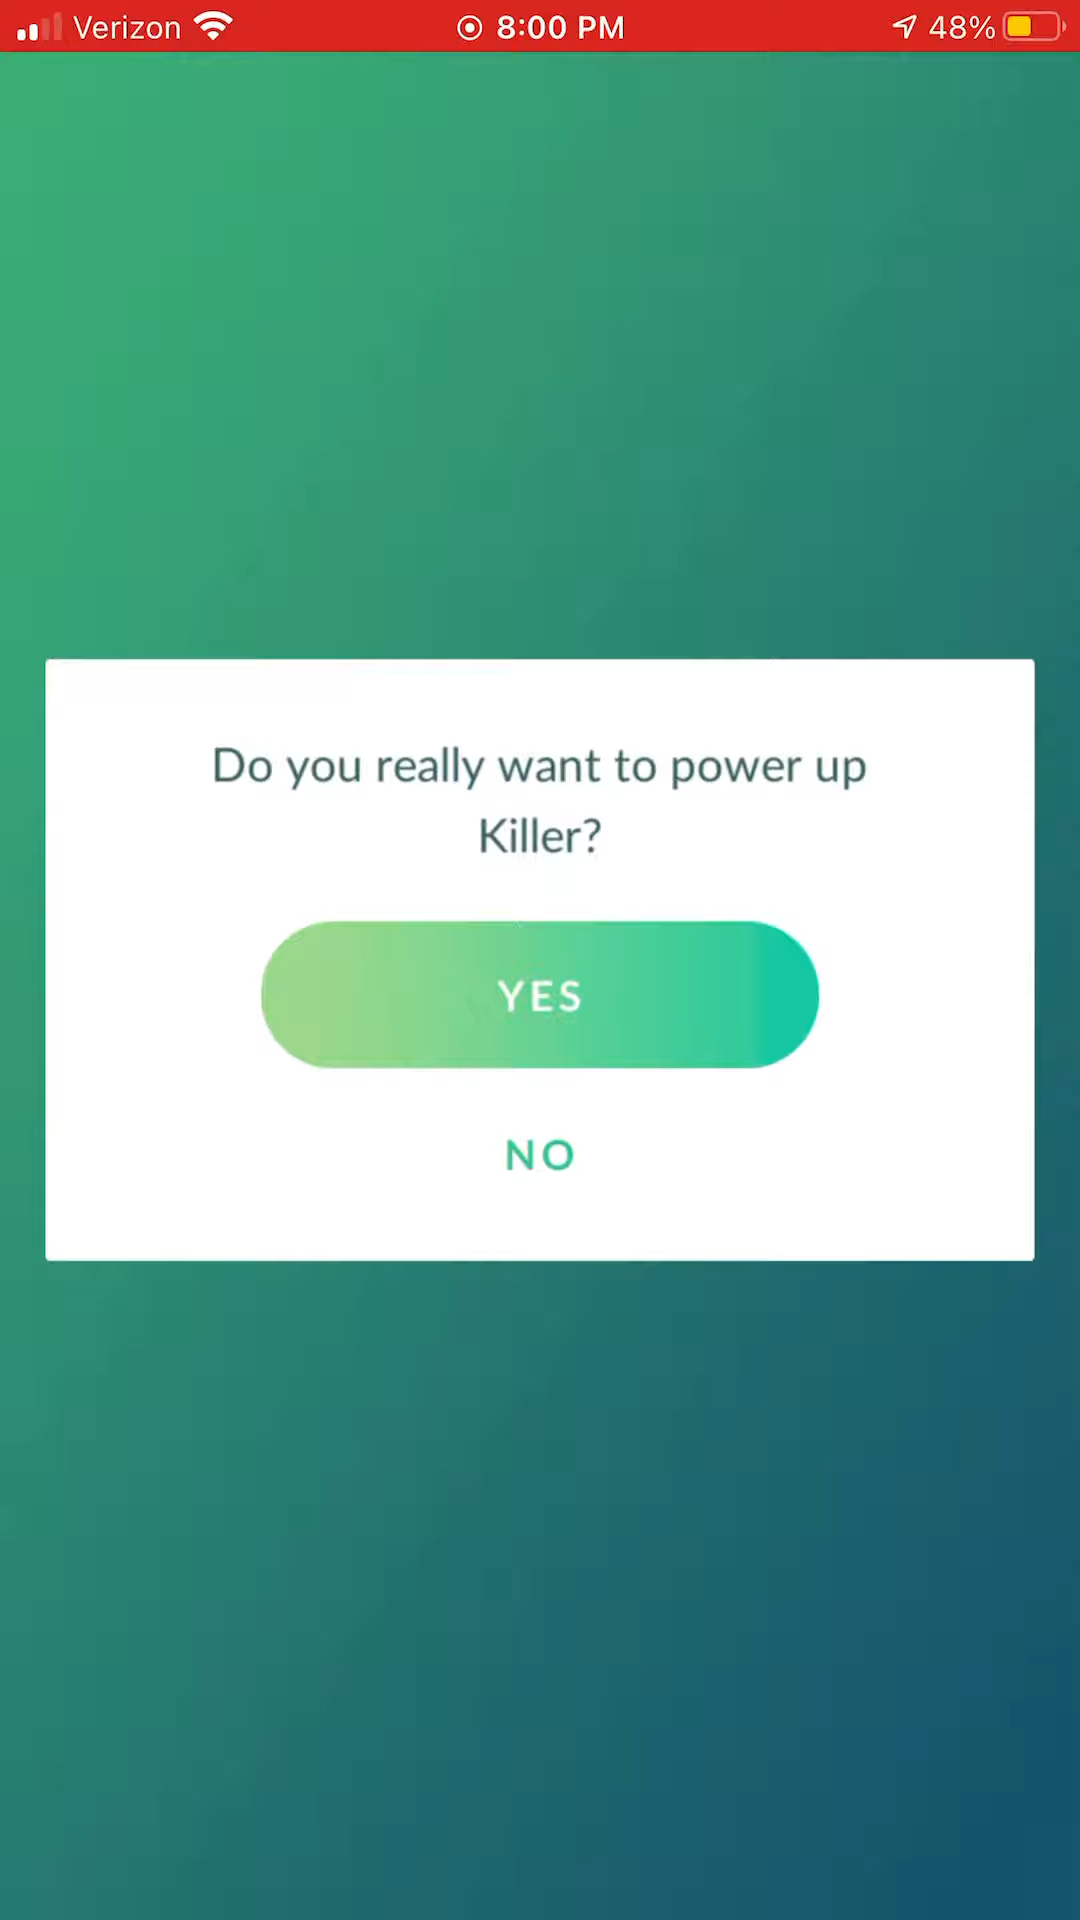 Verizon 8:00 PM 48%
Do you really want to power up
Killer?
YES
NO